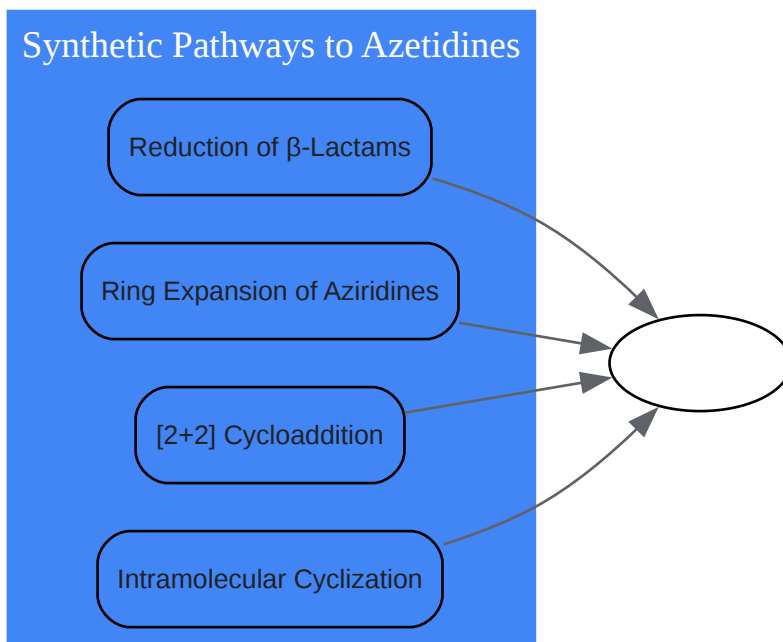 Synthetic Pathways to Azetidines
Reduction of β-Lactams
Ring Expansion of Aziridines
[2+2] Cycloaddition
Intramolecular Cyclization